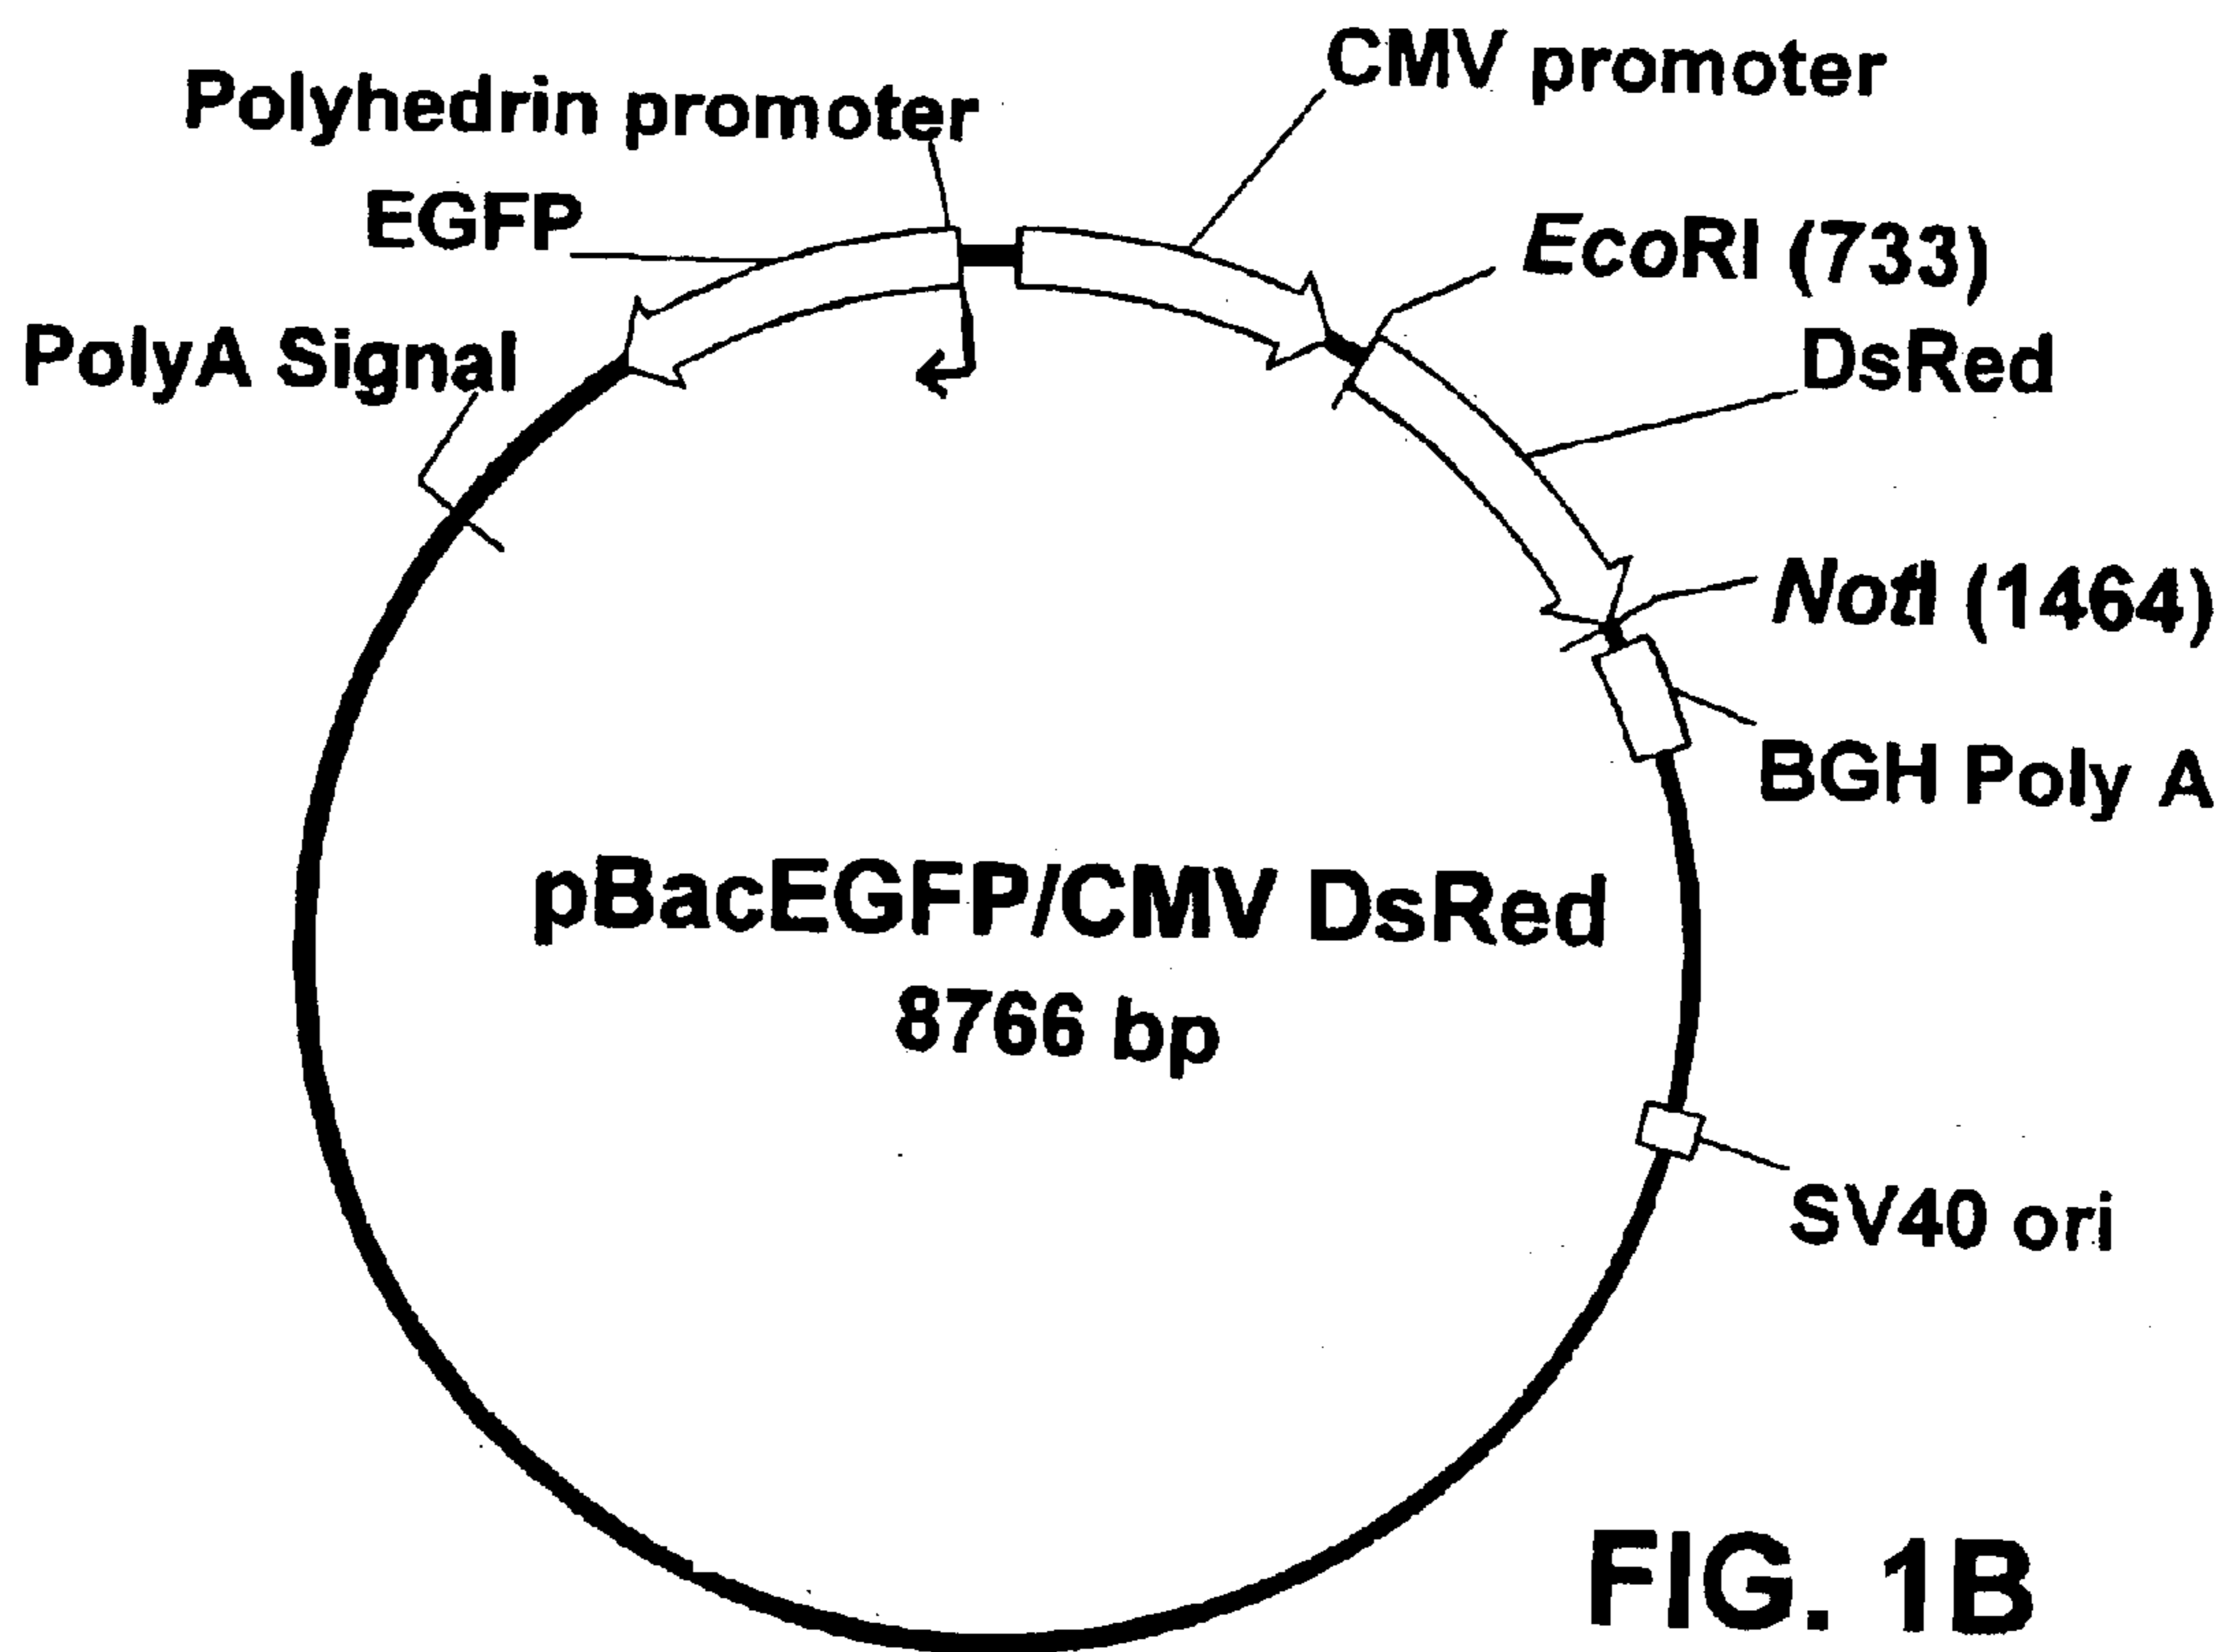 CMV promoter
Polyhedrin promoter
EGFP
EcoRI (733)
PolyA Signal
DsRed
NotI (1464)
BGH Poly A
pBacEGFP/CMV DsRed
8766 bp
SV40 ori
FIG. 1B